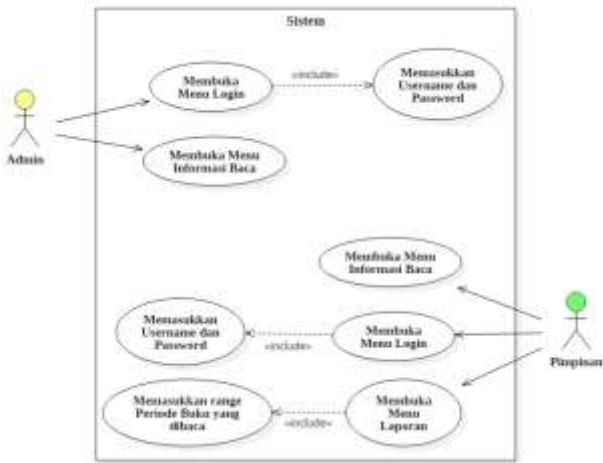 Sistem
Membuka
Menu Login
«include»
Memasukkan
Username dan
Password
Admin
Membuka Menu
Informasi Baca
Membuka Menu
Informasi Baca
Memasukkan
Username dan
Password
«include»
Membuka
Menu Login
Pimpinan
Memasukkan range
Periode Buku yang
dibaca
«include»
Membuka
Menu
Laporan